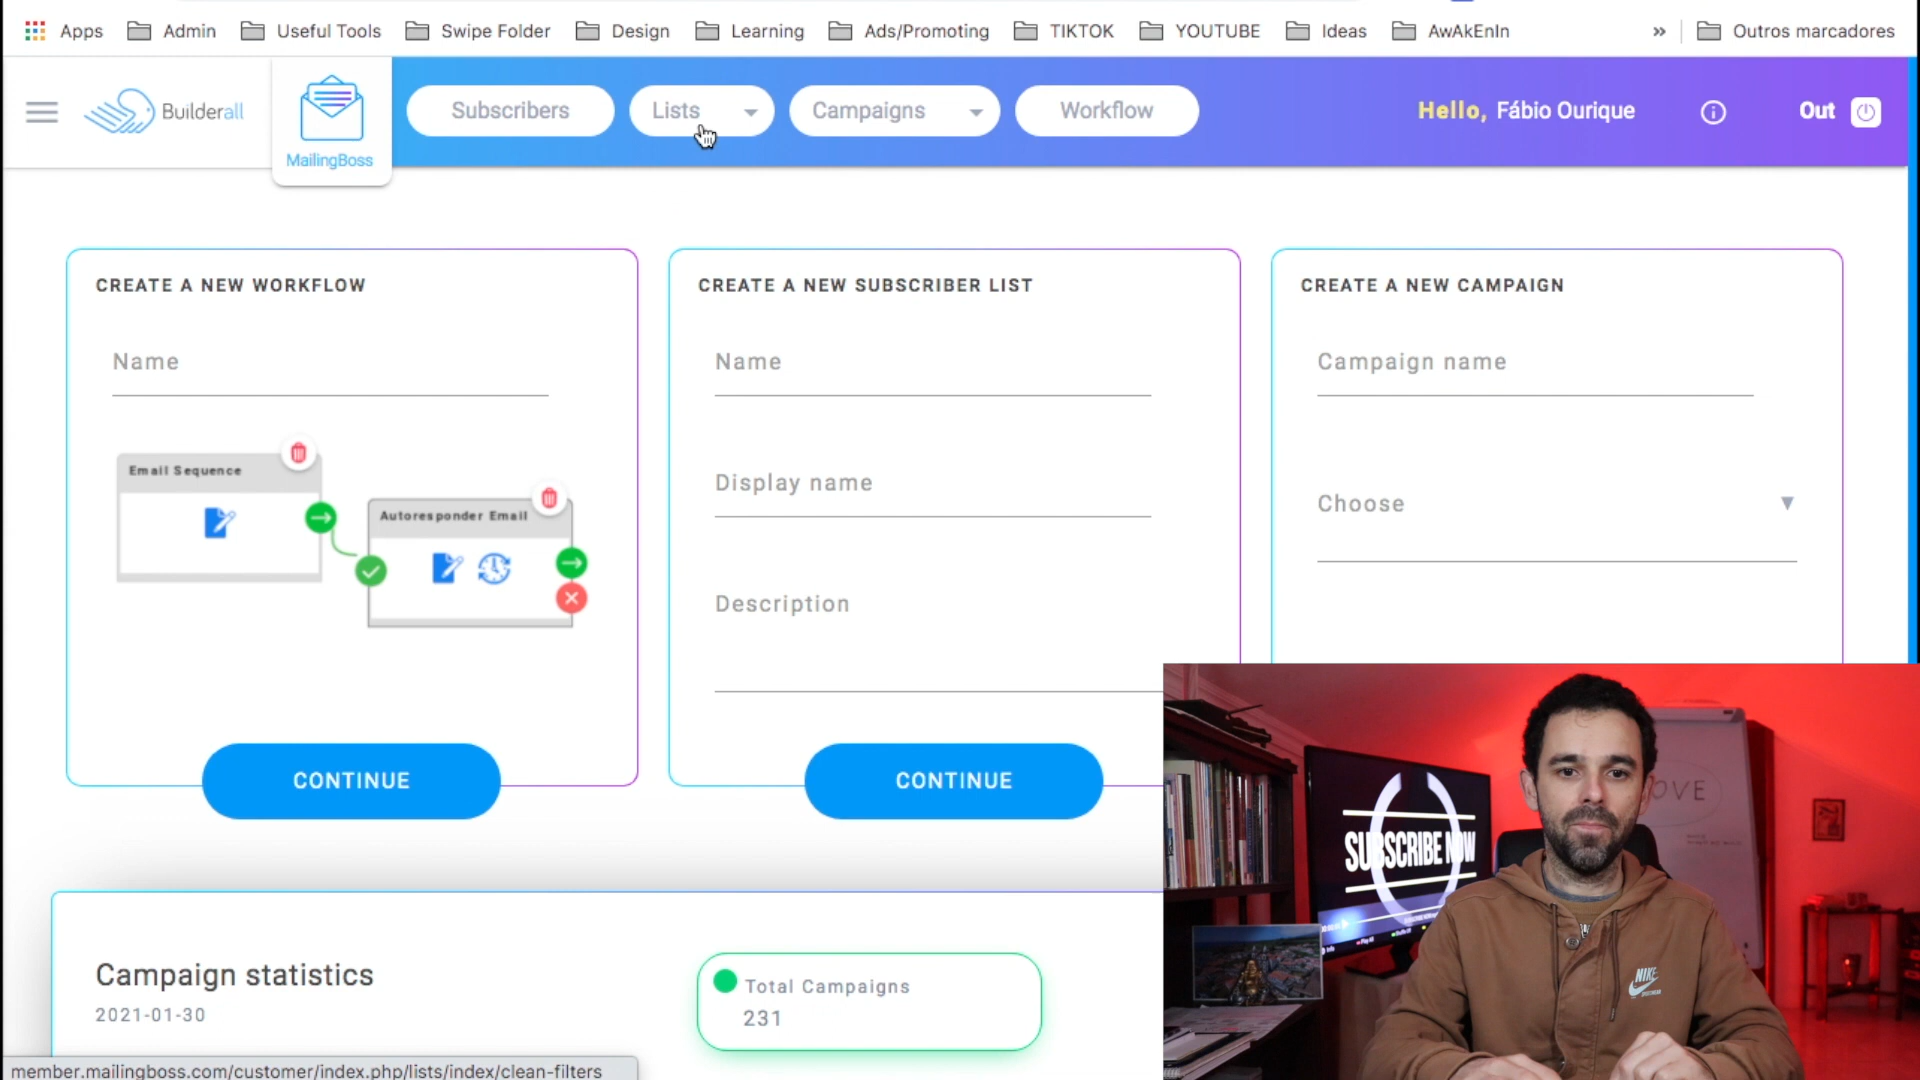 Apps Admin Useful Tools Swipe Folder Design Learning Ads/Promoting TIKTOK YOUTUBE Ideas AwAkEnIn » Outros marcadores
Builderall
MailingBoss
Subscribers Lists Campaigns Workflow
Hello, Fábio Ourique Out
CREATE A NEW WORKFLOW
Name
Email Sequence
Autoresponder Email
CONTINUE
CREATE A NEW SUBSCRIBER LIST
Name
Display name
Description
CONTINUE
CREATE A NEW CAMPAIGN
Campaign name
Choose
Campaign statistics
2021-01-30
Total Campaigns
231
SUBSCRIBE NOW
OVE
NIKE
member.mailingboss.com/customer/index.php/lists/index/clean-filters